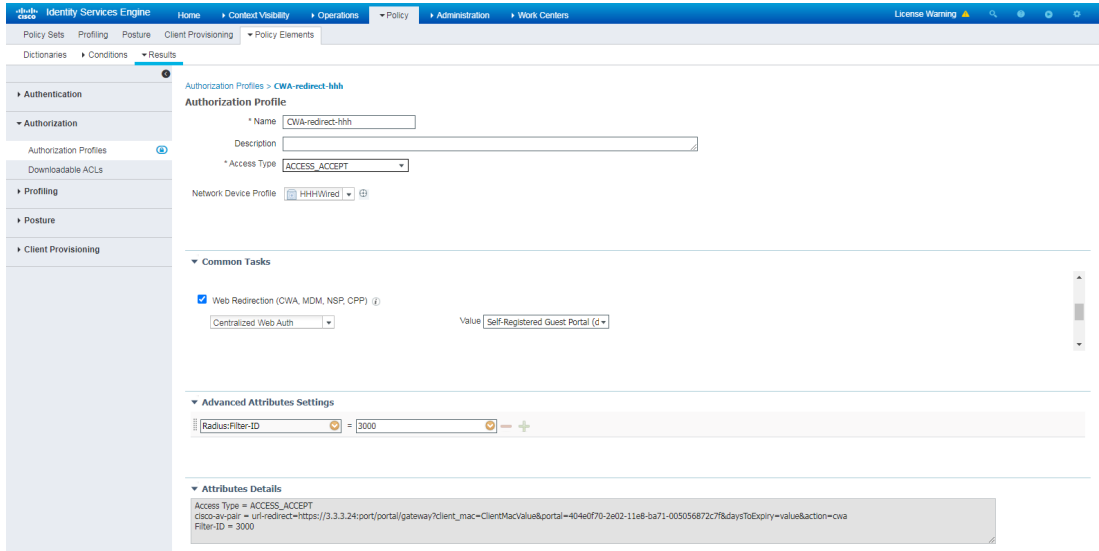 cisco Identity Services Engine Home Context Visibility Operations Policy Administration Work Centers License Warning
Policy Sets Profiling Posture Client Provisioning Policy Elements
Dictionaries Conditions Results
Authentication
Authorization
Authorization Profiles
Downloadable ACLs
Profiling
Posture
Client Provisioning
Authorization Profiles > CWA-redirect-hhh
Authorization Profile
* Name CWA-redirect-hhh
Description
* Access Type ACCESS_ACCEPT
Network Device Profile HHHWired
Common Tasks
Web Redirection (CWA, MDM, NSP, CPP) i
Centralized Web Auth Value Self-Registered Guest Portal (d
Advanced Attributes Settings
Radius:Filter-ID = 3000
Attributes Details
Access Type = ACCESS_ACCEPT
cisco-av-pair = url-redirect=https://3.3.3.24:port/portal/gateway?client_mac=ClientMacValue&portal=404e0f70-2e02-11e8-ba71-005056872c7f&daysToExpiry=value&action=cwa
Filter-ID = 3000